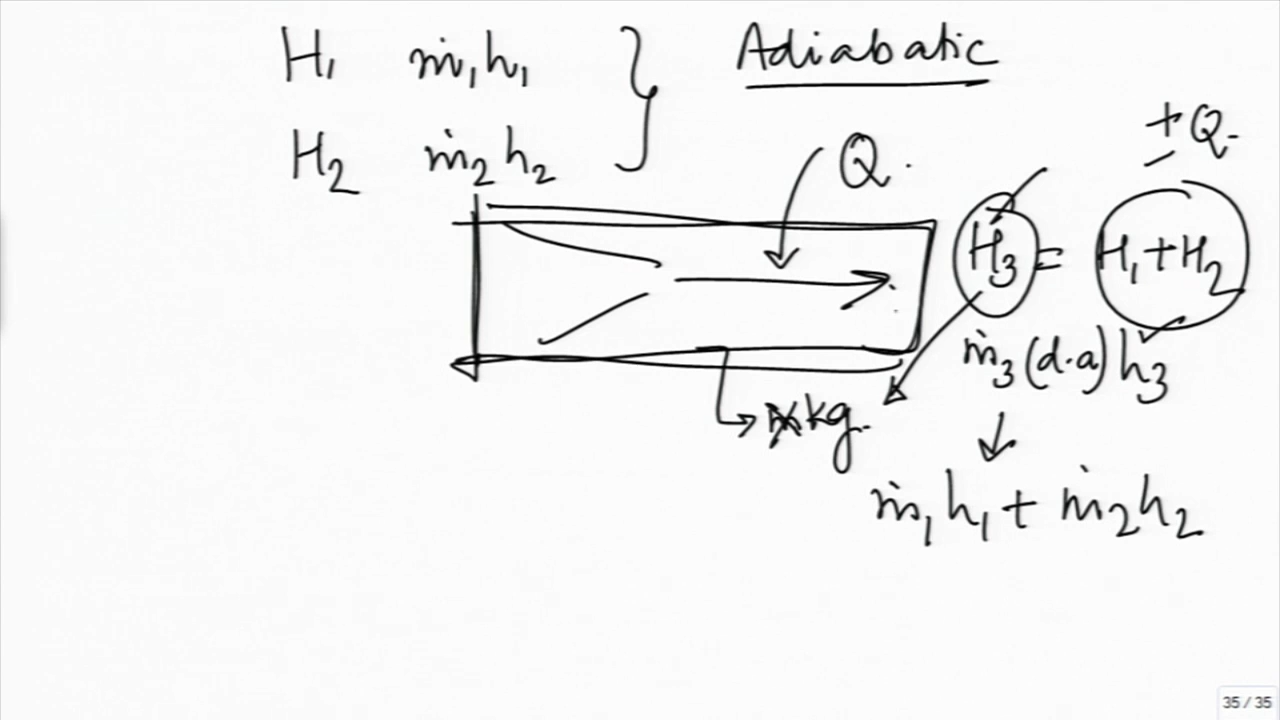 H₁ ṁ₁h₁ Adiabatic
H₂ ṁ₂h₂
Q.
± Q.
H₃ = H₁+H₂
ṁ₃(d.a)h₃
kg.
ṁ₁h₁ + ṁ₂h₂
35 / 35